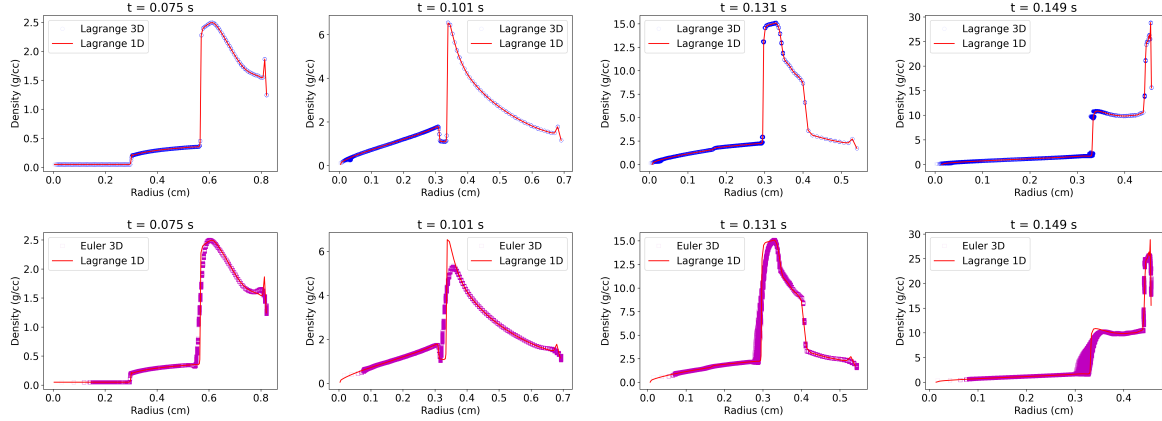 t = 0.075 s
Density (g/cc)
2.5
2.0
1.5
1.0
0.5
0.0
Lagrange 3D
Lagrange 1D
0.0 0.2 0.4 0.6 0.8
Radius (cm)
t = 0.101 s
Density (g/cc)
6
4
2
0
Lagrange 3D
Lagrange 1D
0.0 0.1 0.2 0.3 0.4 0.5 0.6 0.7
Radius (cm)
t = 0.131 s
Density (g/cc)
15.0
12.5
10.0
7.5
5.0
2.5
0.0
Lagrange 3D
Lagrange 1D
0.0 0.1 0.2 0.3 0.4 0.5
Radius (cm)
t = 0.149 s
Density (g/cc)
30
25
20
15
10
5
0
Lagrange 3D
Lagrange 1D
0.0 0.1 0.2 0.3 0.4
Radius (cm)
t = 0.075 s
Density (g/cc)
2.5
2.0
1.5
1.0
0.5
0.0
Euler 3D
Lagrange 1D
0.0 0.2 0.4 0.6 0.8
Radius (cm)
t = 0.101 s
Density (g/cc)
6
4
2
0
Euler 3D
Lagrange 1D
0.0 0.1 0.2 0.3 0.4 0.5 0.6 0.7
Radius (cm)
t = 0.131 s
Density (g/cc)
15.0
12.5
10.0
7.5
5.0
2.5
0.0
Euler 3D
Lagrange 1D
0.0 0.1 0.2 0.3 0.4 0.5
Radius (cm)
t = 0.149 s
Density (g/cc)
30
25
20
15
10
5
0
Euler 3D
Lagrange 1D
0.0 0.1 0.2 0.3 0.4
Radius (cm)